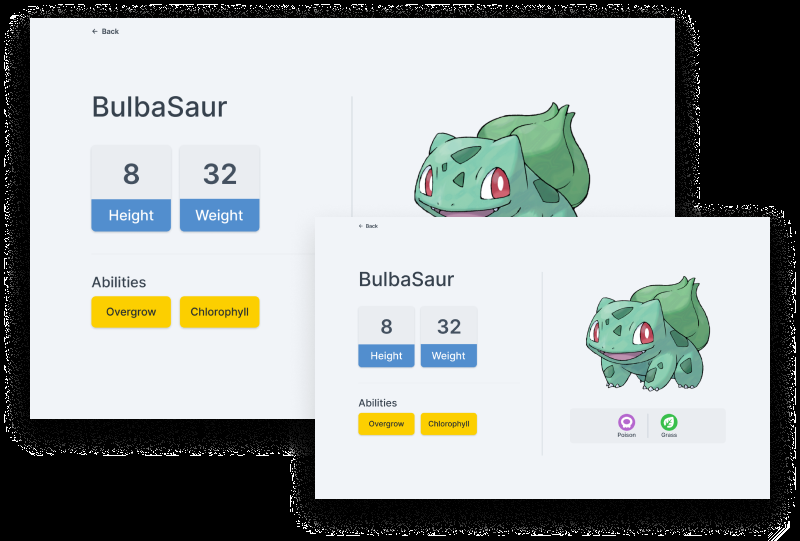 ← Back
BulbaSaur
8 32
Height Weight
Abilities
Overgrow Chlorophyll
← Back
BulbaSaur
8 32
Height Weight
Abilities
Overgrow Chlorophyll
Poison Grass